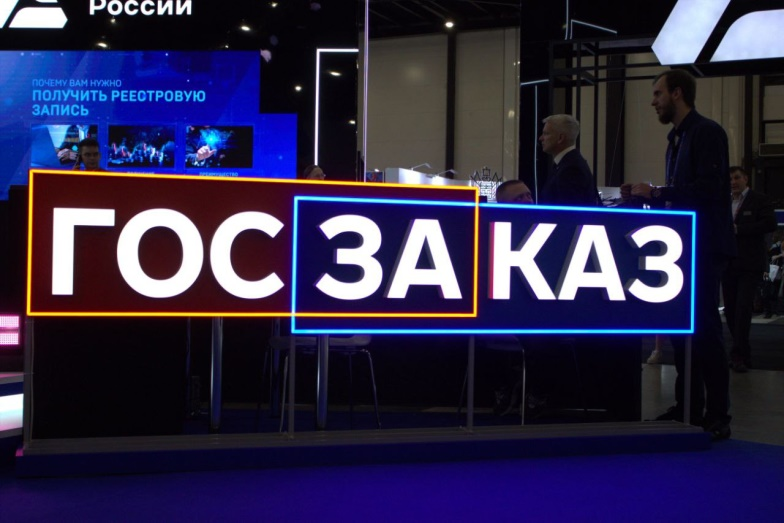 России
ПОЧЕМУ ВАМ НУЖНО
ПОЛУЧИТЬ РЕЕСТРОВУЮ
ЗАПИСЬ
ГОСЗАКАЗ